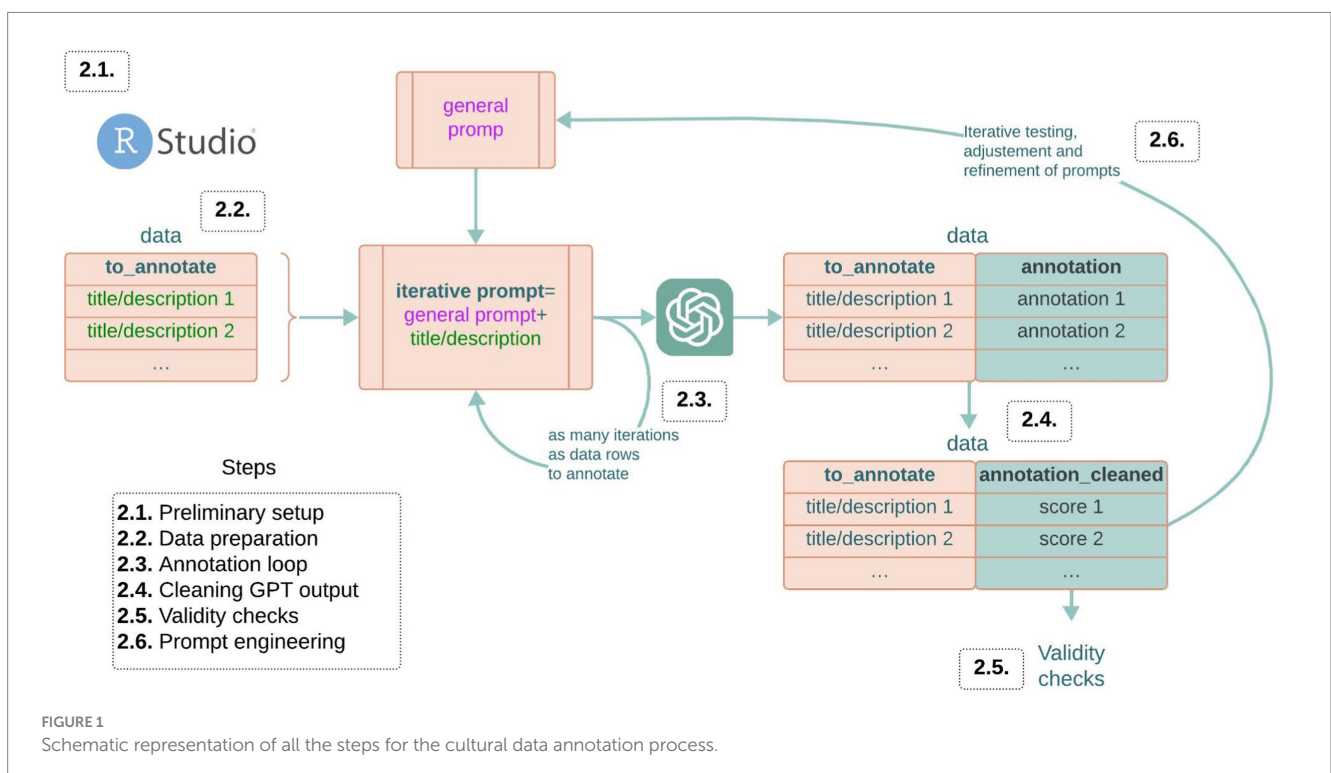 2.1.
R Studio®
general
promp
Iterative testing,
adjustement and
refinement of prompts
2.6.
2.2.
data
to_annotate
title/description 1
title/description 2
...
iterative prompt=
general prompt+
title/description
2.3.
as many iterations
as data rows
to annotate
data
to_annotate annotation
title/description 1 annotation 1
title/description 2 annotation 2
... ...
2.4.
data
to_annotate annotation_cleaned
title/description 1 score 1
title/description 2 score 2
... ...
2.5.
Validity
checks
Steps
2.1. Preliminary setup
2.2. Data preparation
2.3. Annotation loop
2.4. Cleaning GPT output
2.5. Validity checks
2.6. Prompt engineering
FIGURE 1
Schematic representation of all the steps for the cultural data annotation process.